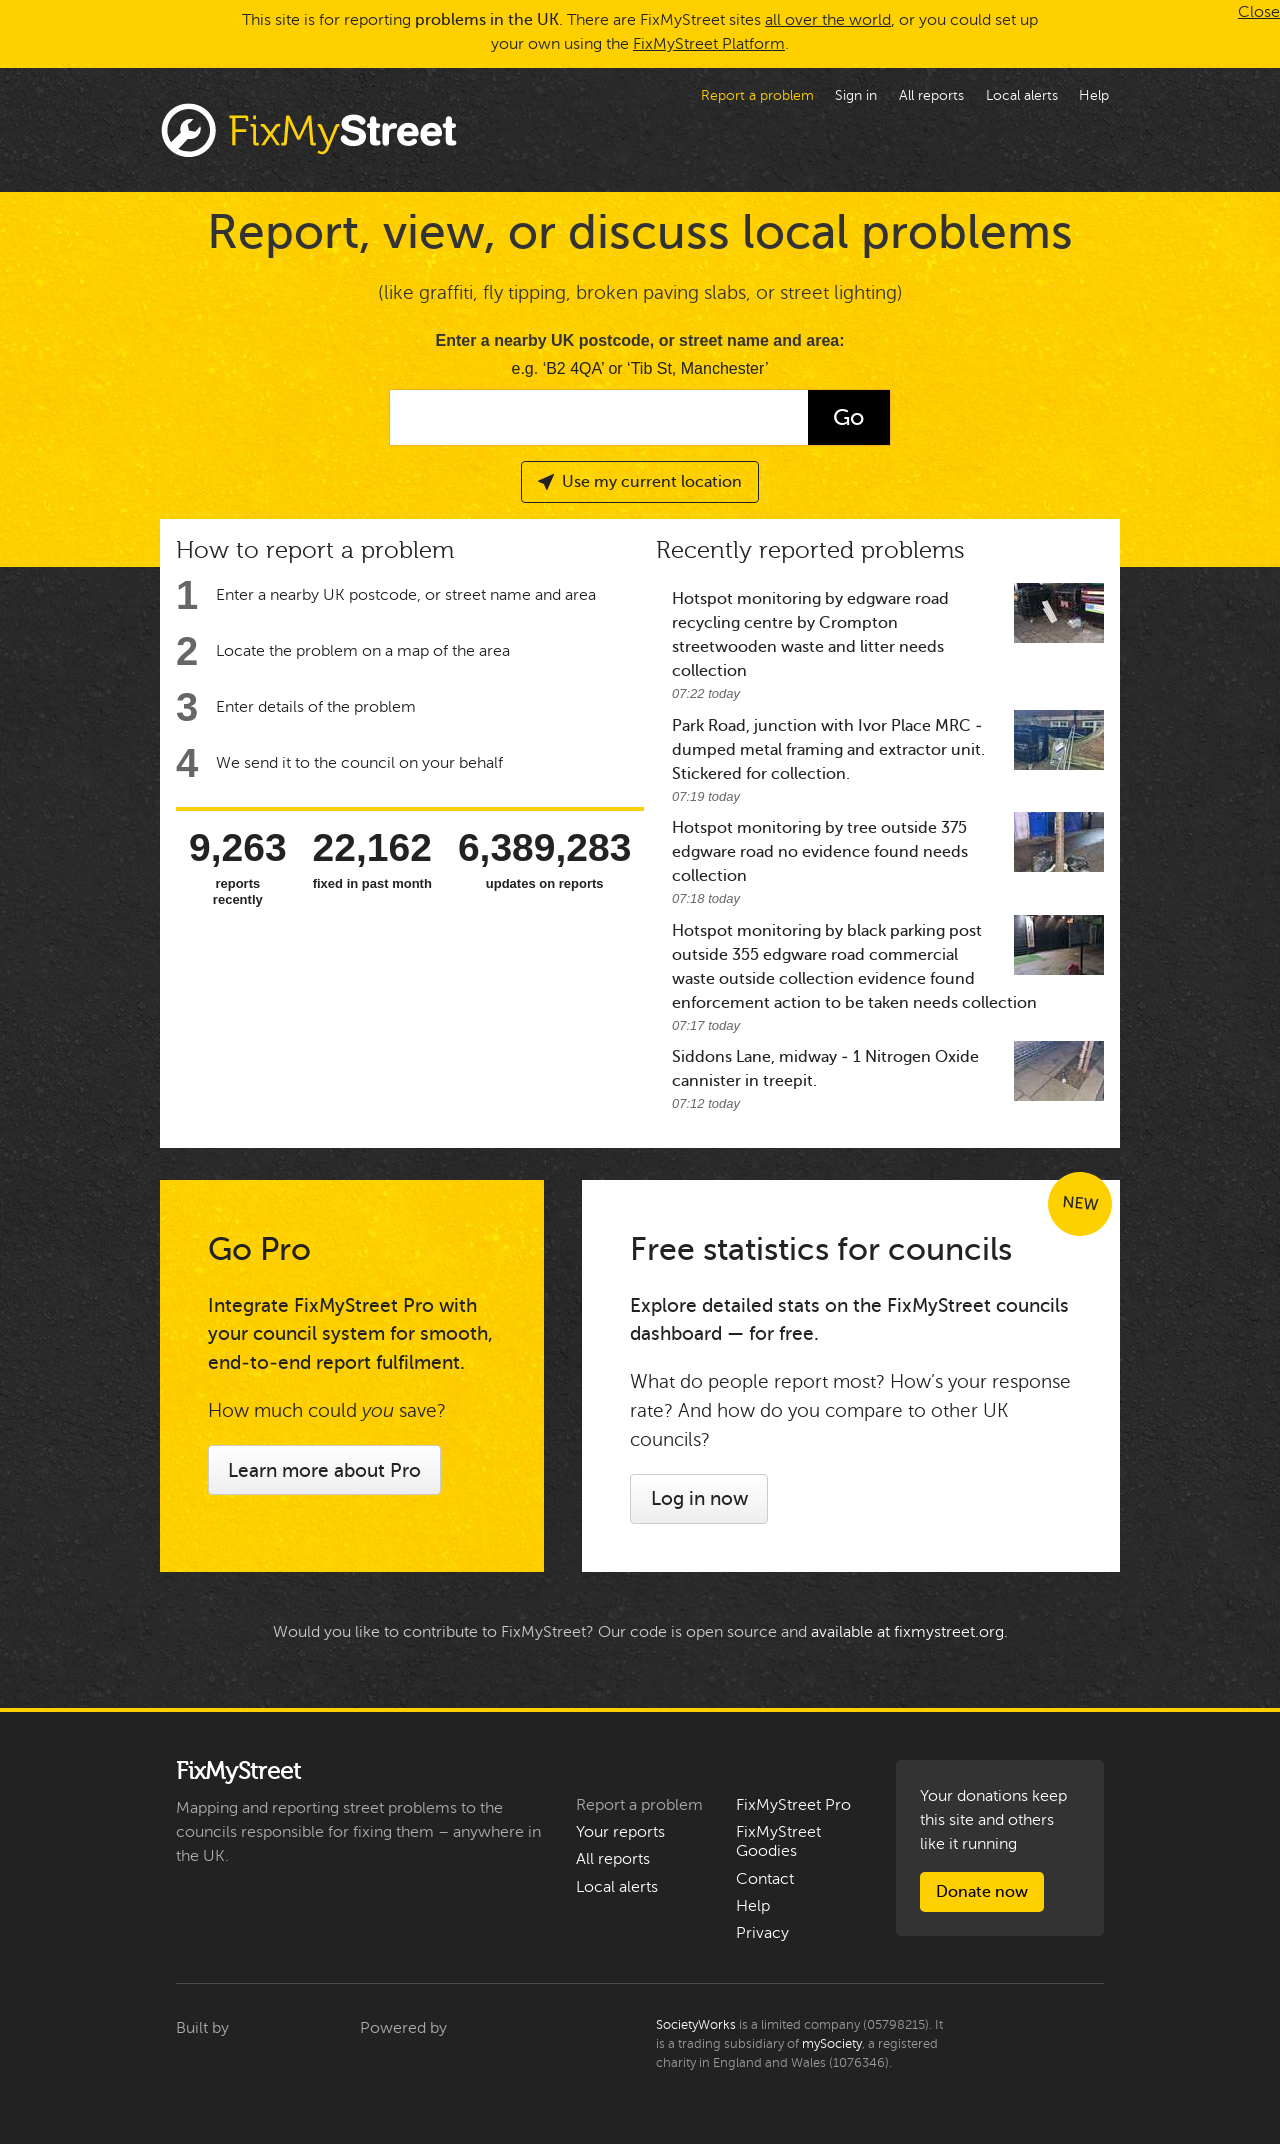 This site is for reporting problems in the UK. There are FixMyStreet sites all over the world, or you could set up
your own using the FixMyStreet Platform.
Close
Report a problem
Sign in
All reports
Local alerts
Help
FixMyStreet
Report, view, or discuss local problems
(like graffiti, fly tipping, broken paving slabs, or street lighting)
Enter a nearby UK postcode, or street name and area:
e.g. ‘B2 4QA’ or ‘Tib St, Manchester’
Go
Use my current location
How to report a problem
1 Enter a nearby UK postcode, or street name and area
2 Locate the problem on a map of the area
3 Enter details of the problem
4 We send it to the council on your behalf
9,263
reports
recently
22,162
fixed in past month
6,389,283
updates on reports
Recently reported problems
Hotspot monitoring by edgware road
recycling centre by Crompton
streetwooden waste and litter needs
collection
07:22 today
Park Road, junction with Ivor Place MRC -
dumped metal framing and extractor unit.
Stickered for collection.
07:19 today
Hotspot monitoring by tree outside 375
edgware road no evidence found needs
collection
07:18 today
Hotspot monitoring by black parking post
outside 355 edgware road commercial
waste outside collection evidence found
enforcement action to be taken needs collection
07:17 today
Siddons Lane, midway - 1 Nitrogen Oxide
cannister in treepit.
07:12 today
Go Pro
Integrate FixMyStreet Pro with
your council system for smooth,
end-to-end report fulfilment.
How much could you save?
Learn more about Pro
NEW
Free statistics for councils
Explore detailed stats on the FixMyStreet councils
dashboard — for free.
What do people report most? How’s your response
rate? And how do you compare to other UK
councils?
Log in now
Would you like to contribute to FixMyStreet? Our code is open source and available at fixmystreet.org.
FixMyStreet
Mapping and reporting street problems to the
councils responsible for fixing them – anywhere in
the UK.
Report a problem
Your reports
All reports
Local alerts
FixMyStreet Pro
FixMyStreet
Goodies
Contact
Help
Privacy
Your donations keep
this site and others
like it running
Donate now
Built by
Powered by
SocietyWorks is a limited company (05798215). It
is a trading subsidiary of mySociety, a registered
charity in England and Wales (1076346).